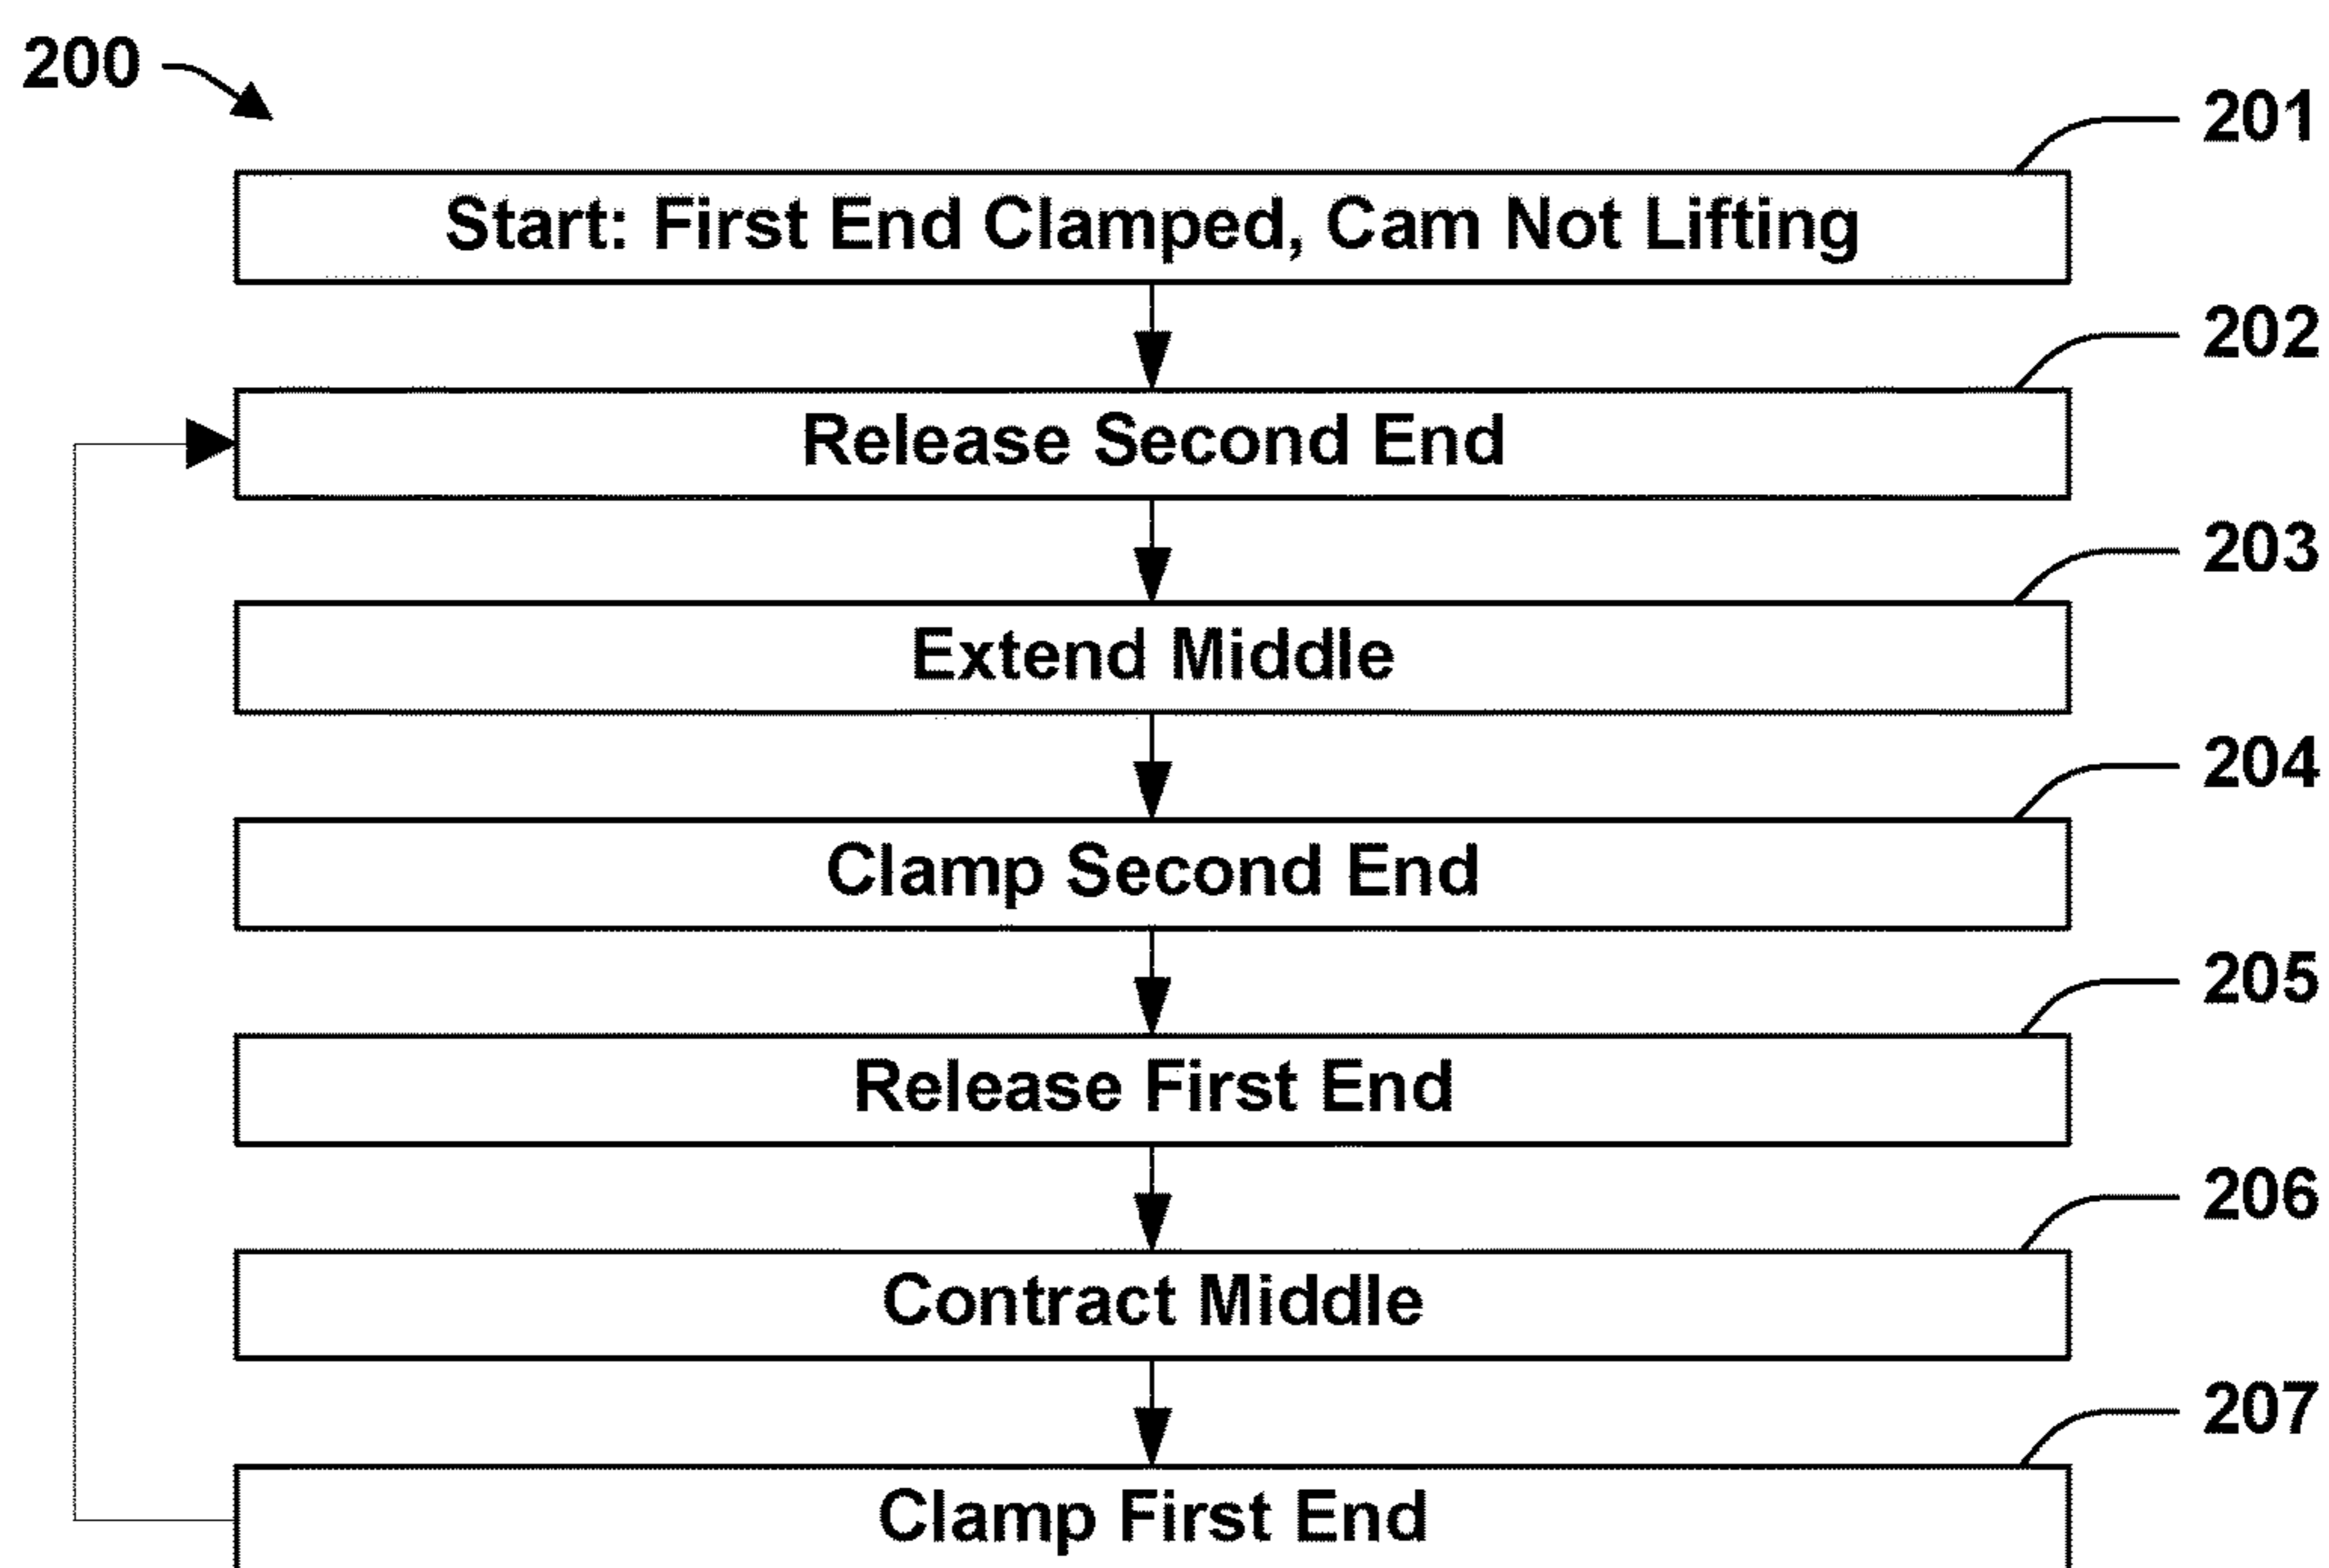 200
201
Start: First End Clamped, Cam Not Lifting
202
Release Second End
203
Extend Middle
204
Clamp Second End
205
Release First End
206
Contract Middle
207
Clamp First End